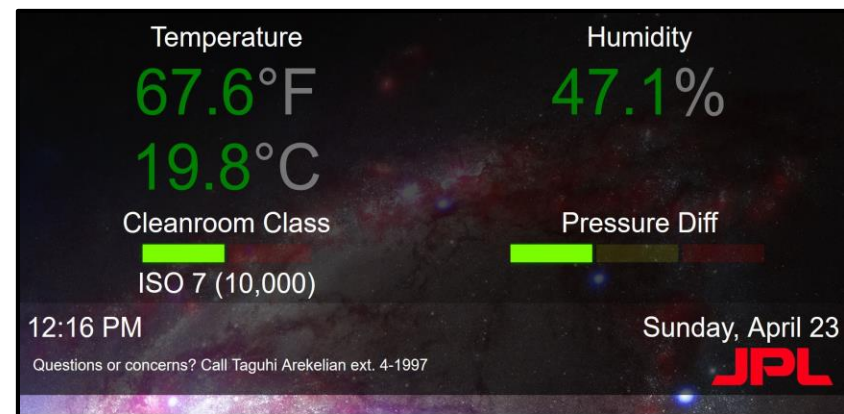 Temperature
67.6°F
19.8°C
Humidity
47.1%
Cleanroom Class
ISO 7 (10,000)
Pressure Diff
12:16 PM
Sunday, April 23
Questions or concerns? Call Taguhi Arekelian ext. 4-1997
JPL